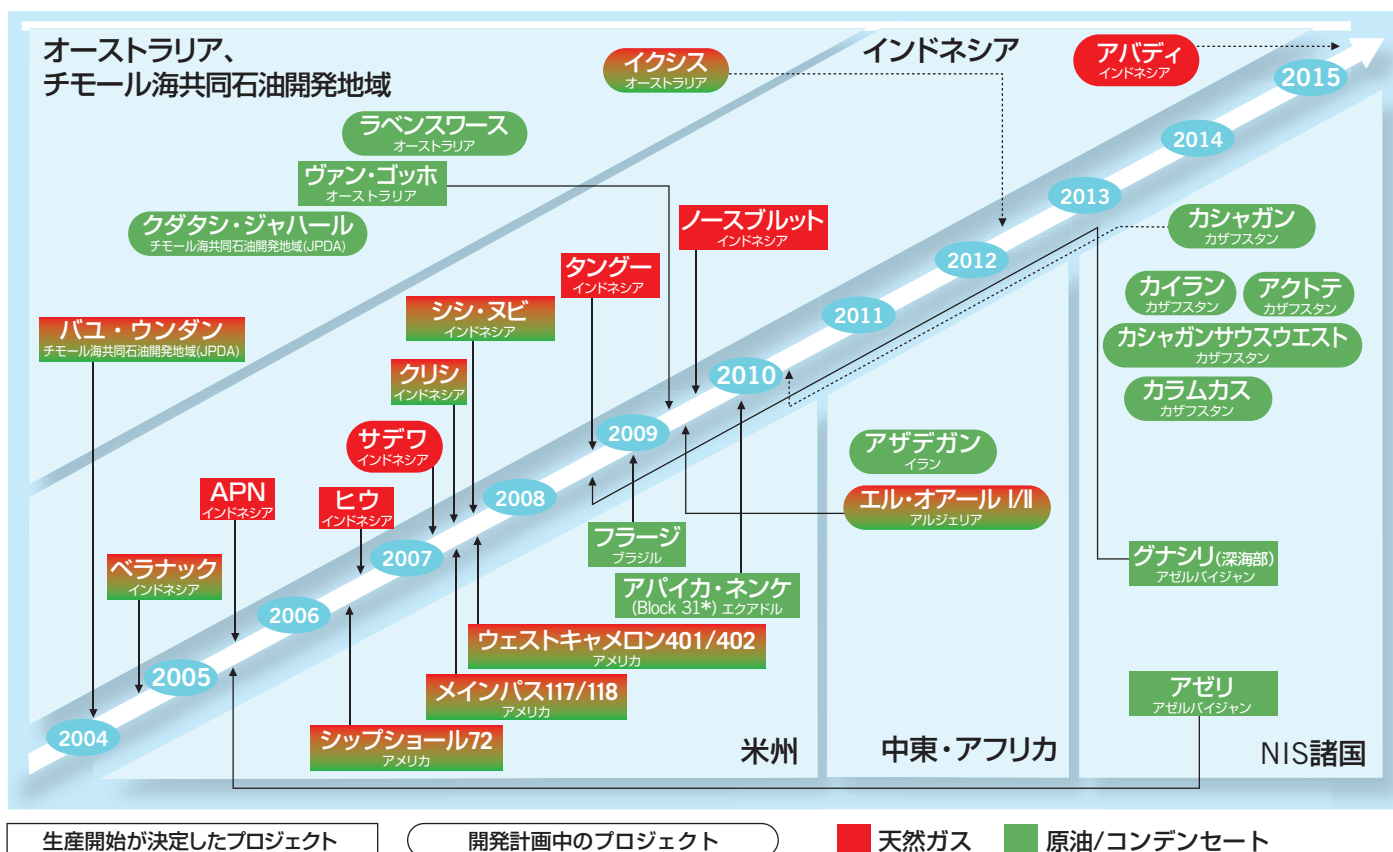 オーストラリア、
チモール海共同石油開発地域
インドネシア
イクシス
オーストラリア
アバディ
インドネシア
2015
ラベンスワース
オーストラリア
2014
ヴァン・ゴッホ
オーストラリア
2013
クダタシ・ジャハール
チモール海共同石油開発地域(JPDA)
ノースブルット
インドネシア
カシャガン
カザフスタン
2012
タングー
インドネシア
カイラン
カザフスタン
アクトテ
カザフスタン
シシ・ヌビ
インドネシア
2011
バユ・ウンダン
チモール海共同石油開発地域(JPDA)
カシャガンサウスウエスト
カザフスタン
クリシ
インドネシア
2010
カラムカス
カザフスタン
サデワ
インドネシア
2009
アザデガン
イラン
APN
インドネシア
ヒウ
インドネシア
2008
エル・オアール I/II
アルジェリア
フラージ
ブラジル
グナシリ(深海部)
アゼルバイジャン
2007
ベラナック
インドネシア
アパイカ・ネンケ
(Block 31*) エクアドル
2006
ウェストキャメロン401/402
アメリカ
2005
メインパス117/118
アメリカ
アゼリ
アゼルバイジャン
2004
シップショール72
アメリカ
米州
中東・アフリカ
NIS諸国
生産開始が決定したプロジェクト
開発計画中のプロジェクト
天然ガス
原油/コンデンセート